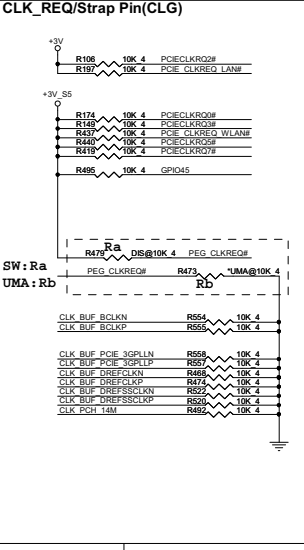 CLK_REQ/Strap Pin(CLG)
+3V
R106 10K_4 PCIECLKRQ2#
R197 10K_4 PCIE_CLKREQ_LAN#
+3V_S5
R174 10K_4 PCIECLKRQ0#
R149 10K_4 PCIECLKRQ3#
R437 10K_4 PCIE_CLKREQ_WLAN#
R440 10K_4 PCIECLKRQ5#
R419 10K_4 PCIECLKRQ7#
R495 10K_4 GPIO45
Ra
R479 DIS@10K_4 PEG_CLKREQ#
SW:Ra
PEG_CLKREQ# R473 *UMA@10K_4
UMA:Rb
Rb
CLK_BUF_BCLKN R554 10K_4
CLK_BUF_BCLKP R555 10K_4
CLK_BUF_PCIE_3GPLLN R558 10K_4
CLK_BUF_PCIE_3GPLLP R557 10K_4
CLK_BUF_DREFCLKN R468 10K_4
CLK_BUF_DREFCLKP R474 10K_4
CLK_BUF_DREFSSCLKN R522 10K_4
CLK_BUF_DREFSSCLKP R520 10K_4
CLK_PCH_14M R492 10K_4